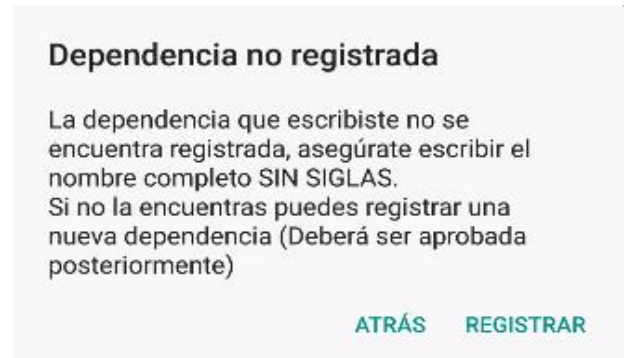 Dependencia no registrada
La dependencia que escribiste no se
encuentra registrada, asegúrate escribir el
nombre completo SIN SIGLAS.
Si no la encuentras puedes registrar una
nueva dependencia (Deberá ser aprobada
posteriormente)
ATRÁS REGISTRAR